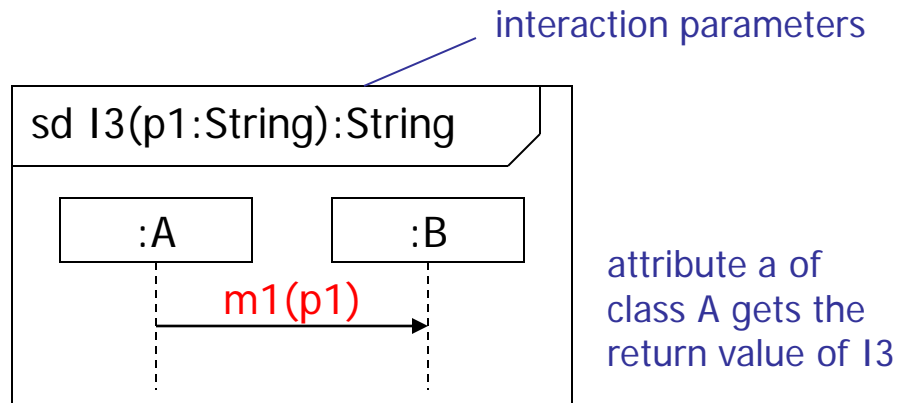 interaction parameters
sd I3(p1:String):String
:A
:B
m1(p1)
attribute a of
class A gets the
return value of I3